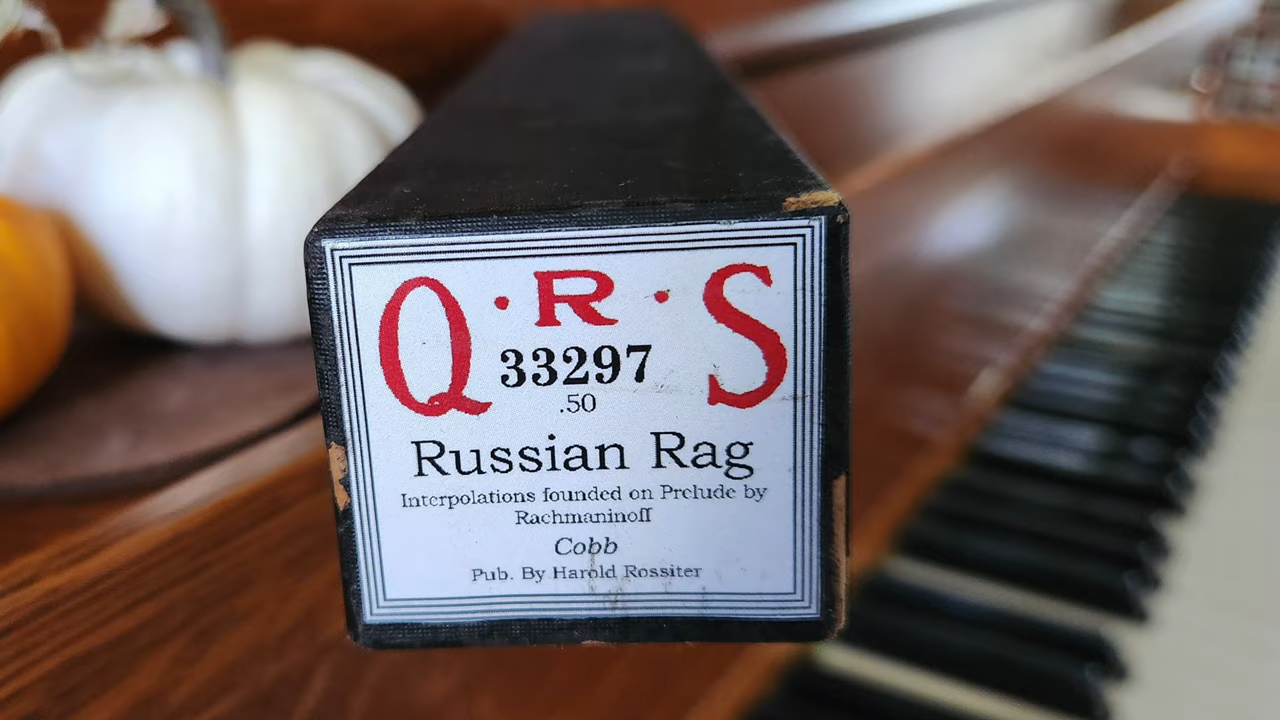 Q·R·S
33297
.50
Russian Rag
Interpolations founded on Prelude by
Rachmaninoff
Cobb
Pub. By Harold Rossiter